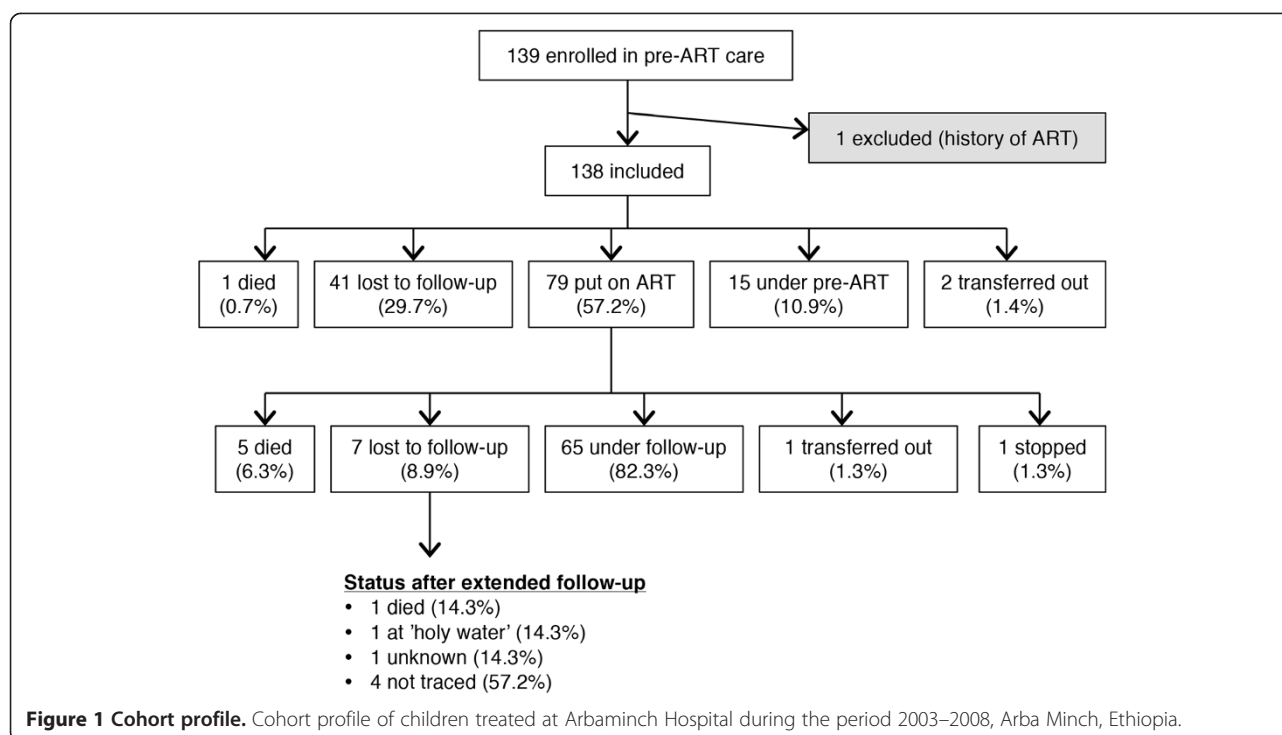 139 enrolled in pre-ART care
1 excluded (history of ART)
138 included
1 died
(0.7%)
41 lost to follow-up
(29.7%)
79 put on ART
(57.2%)
15 under pre-ART
(10.9%)
2 transferred out
(1.4%)
5 died
(6.3%)
7 lost to follow-up
(8.9%)
65 under follow-up
(82.3%)
1 transferred out
(1.3%)
1 stopped
(1.3%)
Status after extended follow-up
• 1 died (14.3%)
• 1 at ’holy water’ (14.3%)
• 1 unknown (14.3%)
• 4 not traced (57.2%)
Figure 1 Cohort profile. Cohort profile of children treated at Arbaminch Hospital during the period 2003–2008, Arba Minch, Ethiopia.